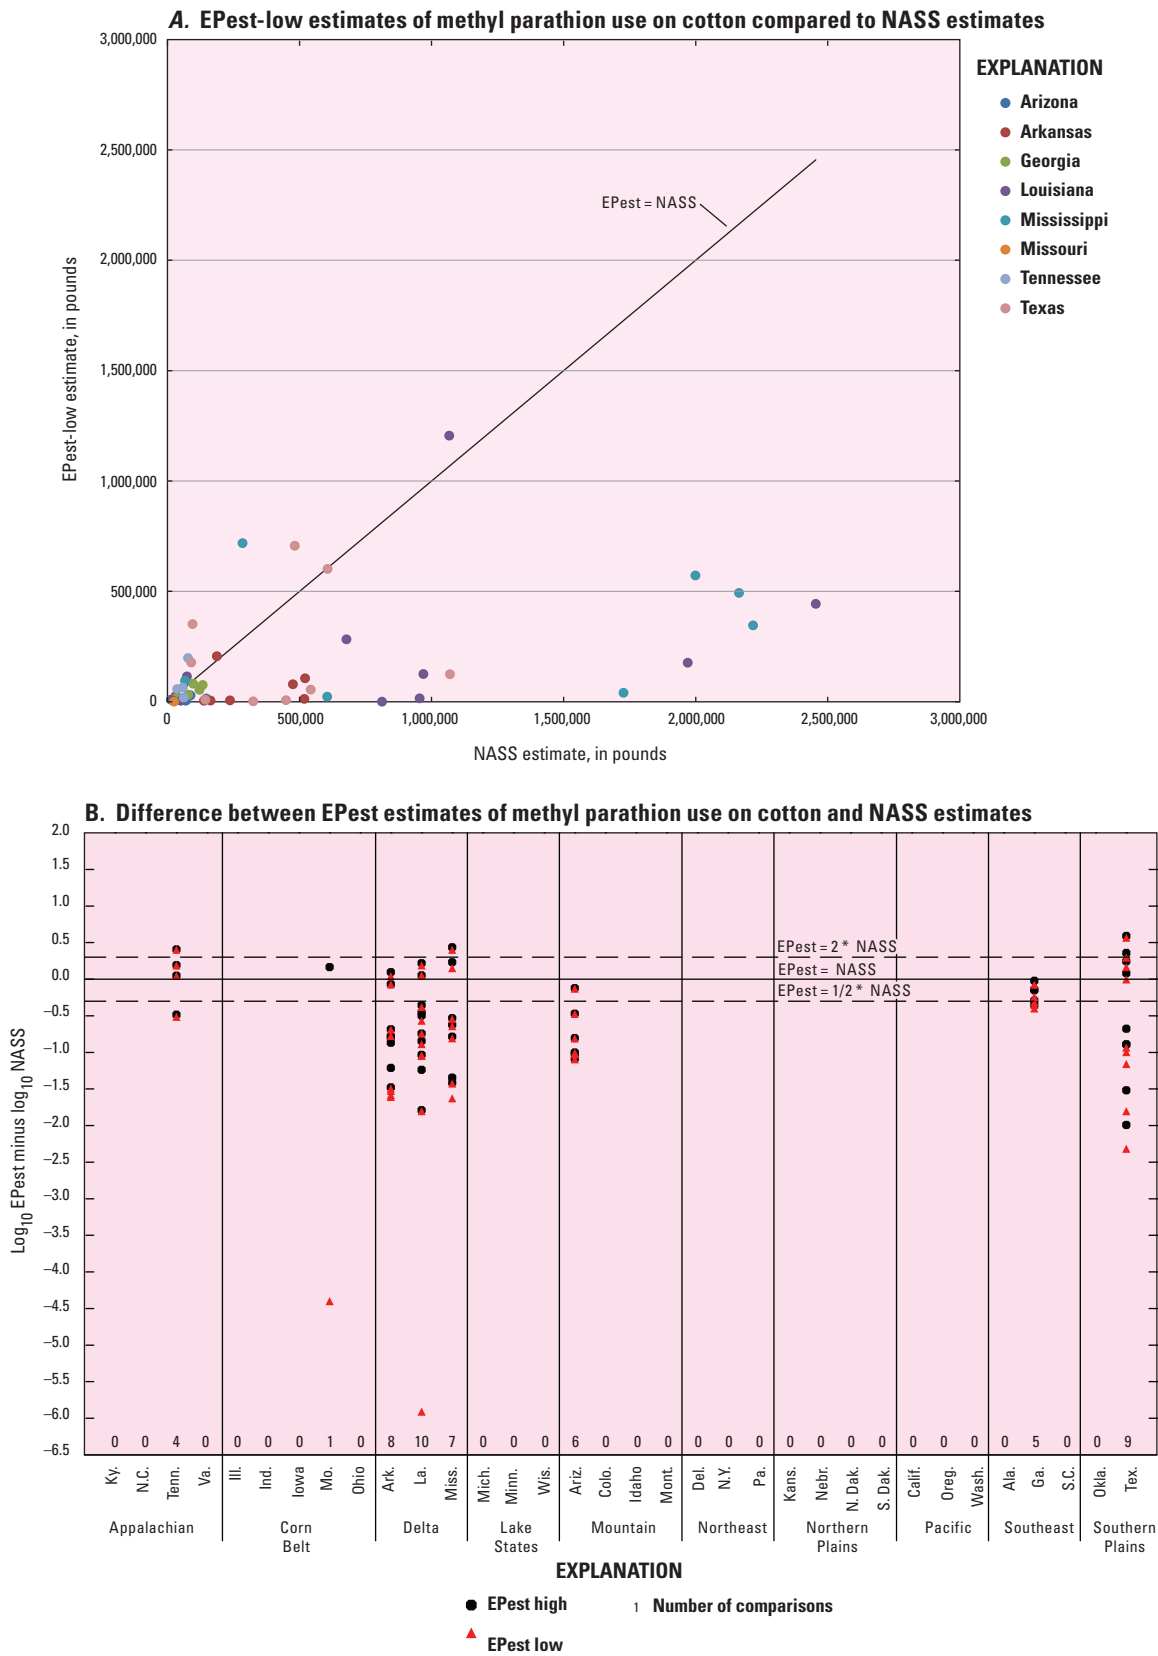 A. EPest-low estimates of methyl parathion use on cotton compared to NASS estimates
3,000,000
2,500,000
2,000,000
1,500,000
1,000,000
500,000
0
EPest-low estimate, in pounds
EPest = NASS
0
500,000
1,000,000
1,500,000
2,000,000
2,500,000
3,000,000
NASS estimate, in pounds
EXPLANATION
Arizona
Arkansas
Georgia
Louisiana
Mississippi
Missouri
Tennessee
Texas
B. Difference between EPest estimates of methyl parathion use on cotton and NASS estimates
2.0
1.5
1.0
0.5
0.0
−0.5
−1.0
−1.5
−2.0
−2.5
−3.0
−3.5
−4.0
−4.5
−5.0
−5.5
−6.0
−6.5
Log10 EPest minus log10 NASS
EPest = 2 * NASS
EPest = NASS
EPest = 1/2 * NASS
0 0 4 0 0 0 0 1 0 8 10 7 0 0 0 6 0 0 0 0 0 0 0 0 0 0 0 0 0 0 5 0 0 9
Ky.
N.C.
Tenn.
Va.
Ill.
Ind.
Iowa
Mo.
Ohio
Ark.
La.
Miss.
Mich.
Minn.
Wis.
Ariz.
Colo.
Idaho
Mont.
Del.
N.Y.
Pa.
Kans.
Nebr.
N. Dak.
S. Dak.
Calif.
Oreg.
Wash.
Ala.
Ga.
S.C.
Okla.
Tex.
Appalachian
Corn
Belt
Delta
Lake
States
Mountain
Northeast
Northern
Plains
Pacific
Southeast
Southern
Plains
EXPLANATION
EPest high
1 Number of comparisons
EPest low